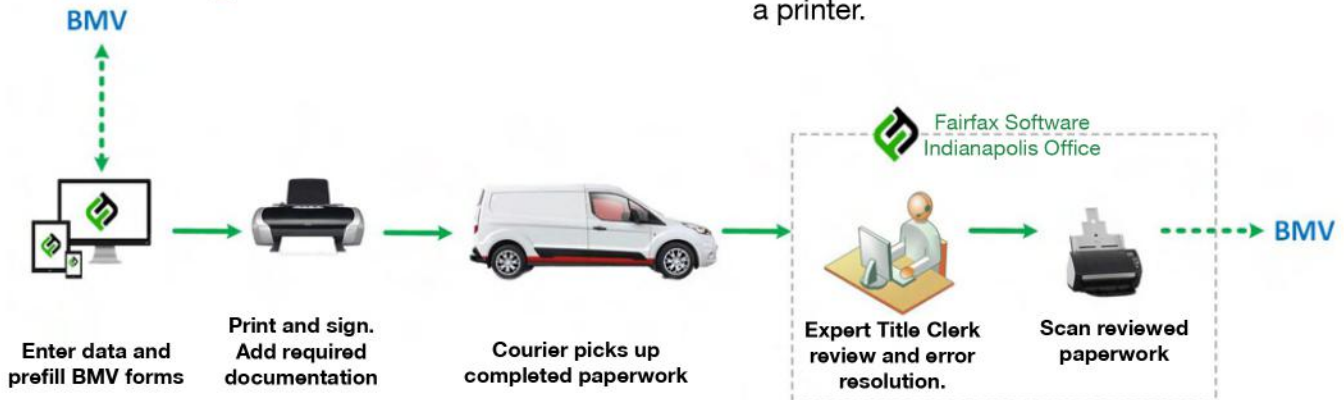 BMV
a printer.
Fairfax Software
Indianapolis Office
BMV
Enter data and
prefill BMV forms
Print and sign.
Add required
documentation
Courier picks up
completed paperwork
Expert Title Clerk
review and error
resolution.
Scan reviewed
paperwork